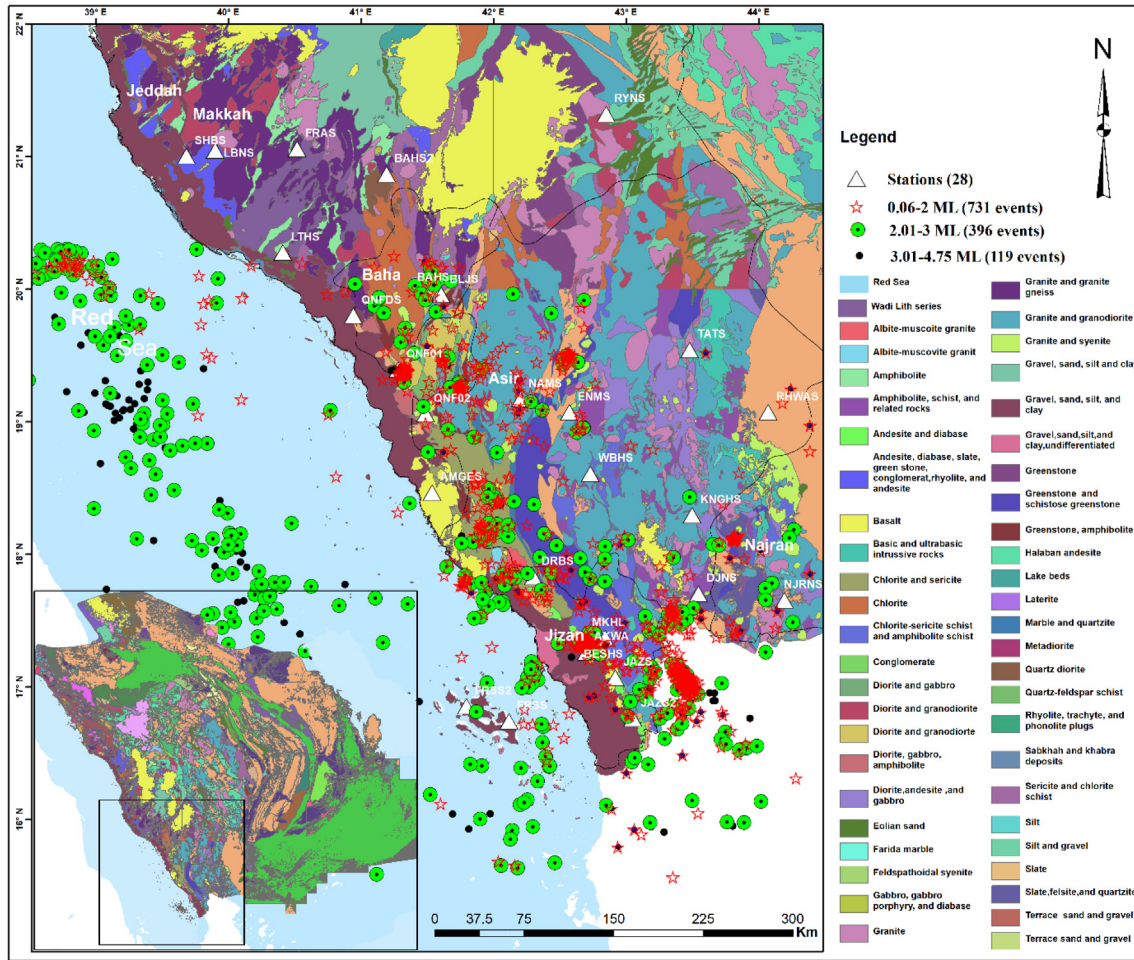 39° E
40° E
41° E
42° E
43° E
44° E
22° N
21° N
20° N
19° N
18° N
17° N
16° N
Jeddah
Makkah
SHBS
LBNS
FRAS
BAHS2
RYNS
LTHS
Baha
BAHS
BLJS
QNFDS
Red
Sea
QNF01
Asir
NAMS
QNF02
ENMS
TATS
RHWAS
WBHS
AMGES
KNGHS
Najran
DRBS
DJNS
NJRNS
MKHL
Jizan
AKWA
BESHS
JAZS
FRSS2
FRSS
0
37.5
75
150
225
300
Km
N
Legend
Stations (28)
0.06-2 ML (731 events)
2.01-3 ML (396 events)
3.01-4.75 ML (119 events)
Red Sea
Wadi Lith series
Albite-muscoite granite
Albite-muscovite granit
Amphibolite
Amphibolite, schist, and
related rocks
Andesite and diabase
Andesite, diabase, slate,
green stone,
conglomerat,rhyolite, and
andesite
Basalt
Basic and ultrabasic
intrussive rocks
Chlorite and sericite
Chlorite
Chlorite-sericite schist
and amphibolite schist
Conglomerate
Diorite and gabbro
Diorite and granodiorite
Diorite and granodiorite
Diorite, gabbro,
amphibolite
Diorite,andesite ,and
gabbro
Eolian sand
Farida marble
Feldspathoidal syenite
Gabbro, gabbro
porphyry, and diabase
Granite
Granite and granite
gneiss
Granite and granodiorite
Granite and syenite
Gravel, sand, silt and clay
Gravel, sand, silt, and
clay
Gravel,sand,silt,and
clay,undifferentiated
Greenstone
Greenstone and
schistose greenstone
Greenstone, amphibolite
Halaban andesite
Lake beds
Laterite
Marble and quartzite
Metadiorite
Quartz diorite
Quartz-feldspar schist
Rhyolite, trachyte, and
phonolite plugs
Sabkhah and khabra
deposits
Sericite and chlorite
schist
Silt
Silt and gravel
Slate
Slate,felsite,and quartzite
Terrace sand and gravel
Terrace sand and gravel